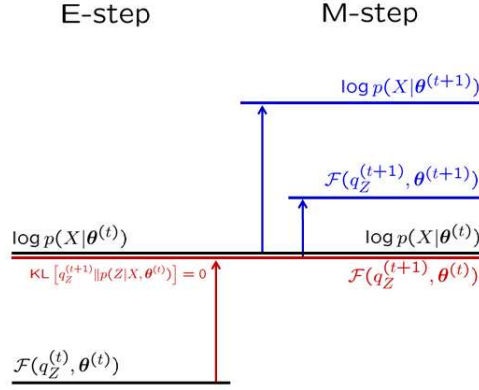 E-step
M-step
log p(X|θ^(t+1))
F(q_Z^(t+1), θ^(t+1))
log p(X|θ^(t))
log p(X|θ^(t))
KL [q_Z^(t+1)‖p(Z|X, θ^(t))] = 0
F(q_Z^(t+1), θ^(t))
F(q_Z^(t), θ^(t))